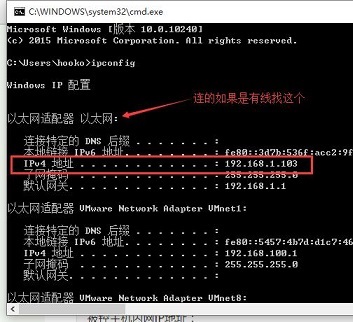 C:\WINDOWS\system32\cmd.exe
Microsoft Windows [版本 10.0.10240]
(c) 2015 Microsoft Corporation. All rights reserved.
C:\Users\hooko>ipconfig
Windows IP 配置
以太网适配器 以太网:
连的如果是有线找这个
连接特定的 DNS 后缀 . . . . . . . :
本地链接 IPv6 地址. . . . . . . . : fe80::3d7b:536f:acc2:9f
IPv4 地址 . . . . . . . . . . . . : 192.168.1.103
子网掩码 . . . . . . . . . . . . : 255.255.255.0
默认网关. . . . . . . . . . . . . : 192.168.1.1
以太网适配器 VMware Network Adapter VMnet1:
连接特定的 DNS 后缀 . . . . . . . :
本地链接 IPv6 地址. . . . . . . . : fe80::5457:4b7d:d1c7:46
IPv4 地址 . . . . . . . . . . . . : 192.168.100.1
子网掩码 . . . . . . . . . . . . : 255.255.255.0
默认网关. . . . . . . . . . . . . :
以太网适配器 VMware Network Adapter VMnet8:
被控主机内网IP地址: